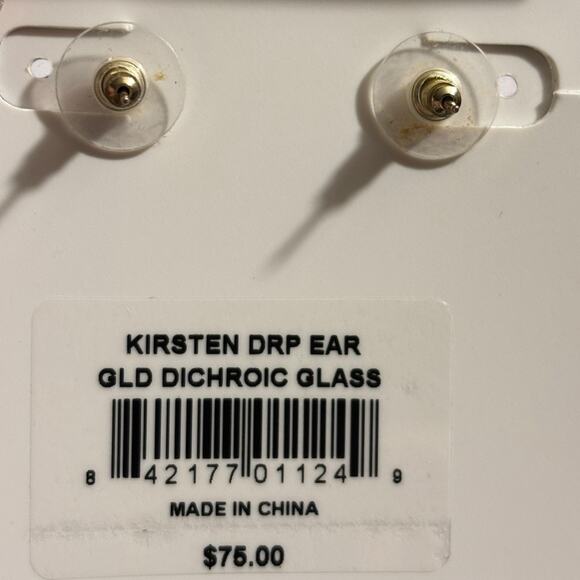 KIRSTEN DRP EAR
GLD DICHROIC GLASS
8 42177 01124 9
MADE IN CHINA
$75.00